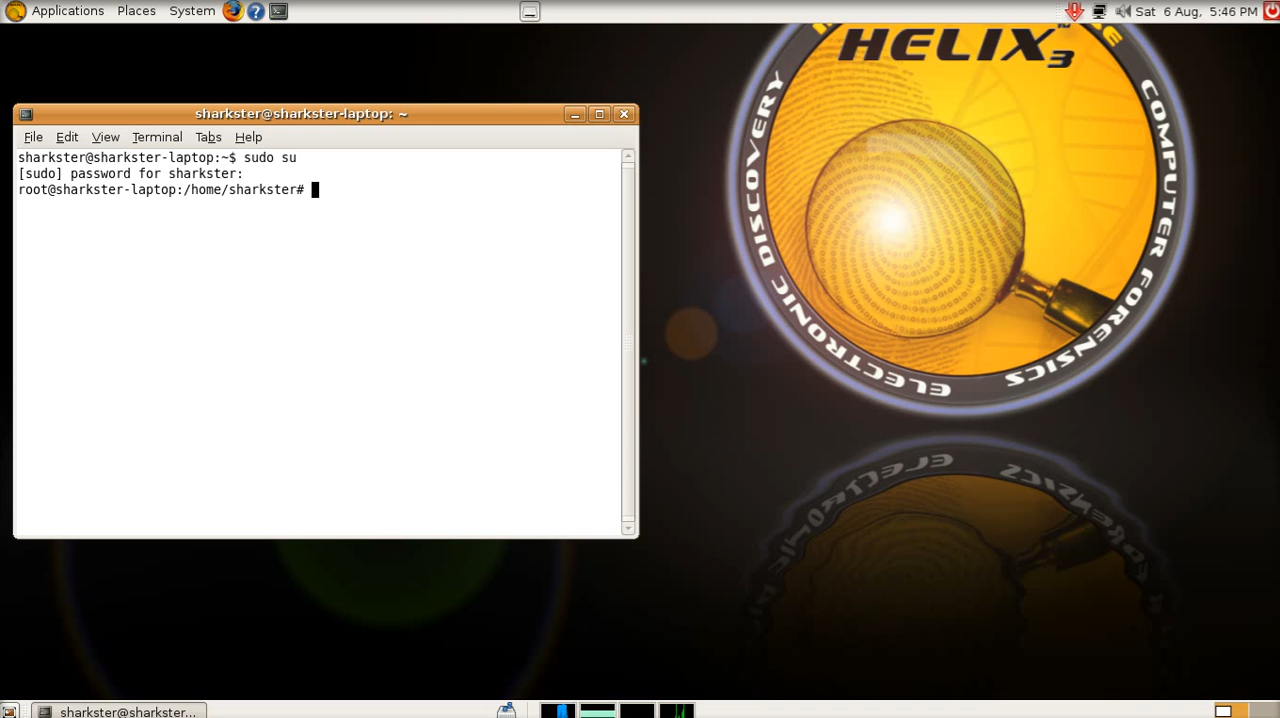 Applications Places System
Sat 6 Aug, 5:46 PM
HELIX3
sharkster@sharkster-laptop: ~
File Edit View Terminal Tabs Help
sharkster@sharkster-laptop:~$ sudo su
[sudo] password for sharkster:
root@sharkster-laptop:/home/sharkster#
ELECTRONIC DISCOVERY
COMPUTER FORENSICS
sharkster@sharkster...